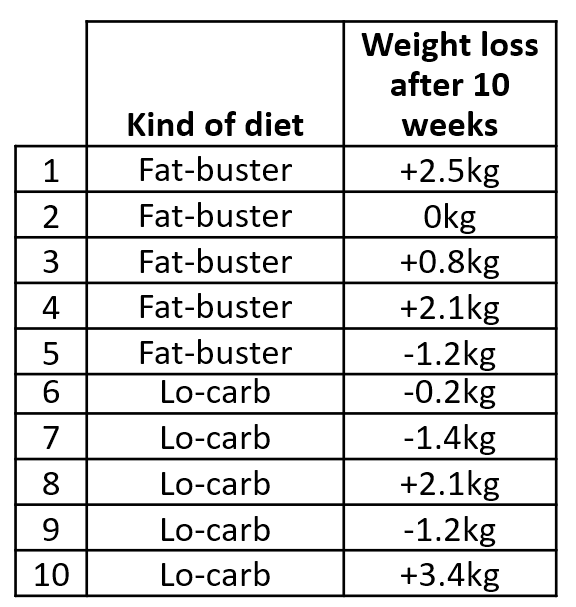 Kind of diet Weight loss after 10 weeks
1 Fat-buster +2.5kg
2 Fat-buster 0kg
3 Fat-buster +0.8kg
4 Fat-buster +2.1kg
5 Fat-buster -1.2kg
6 Lo-carb -0.2kg
7 Lo-carb -1.4kg
8 Lo-carb +2.1kg
9 Lo-carb -1.2kg
10 Lo-carb +3.4kg